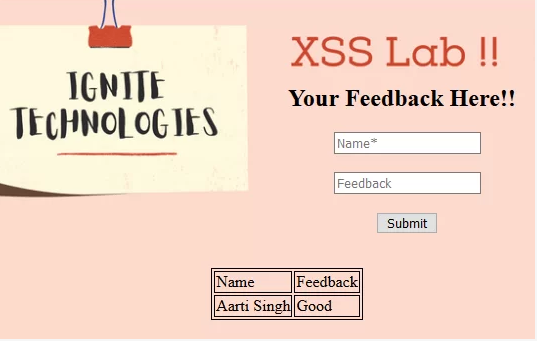 IGNITE
TECHNOLOGIES
XSS Lab !!
Your Feedback Here!!
Name*
Feedback
Submit
Name Feedback
Aarti Singh Good